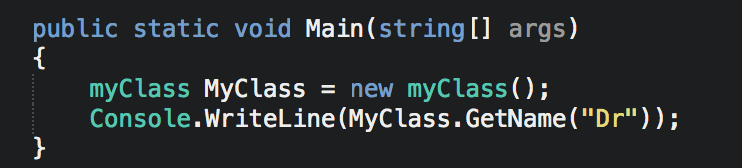 public static void Main(string[] args)
{
myClass MyClass = new myClass();
Console.WriteLine(MyClass.GetName("Dr"));
}